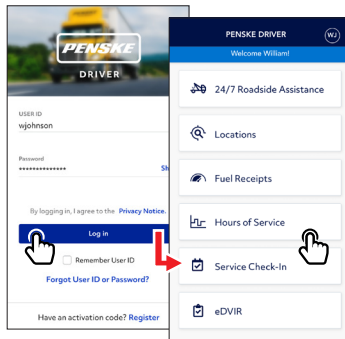 PENSKE
DRIVER
USER ID
wjohnson
Password
**************
Sh
By logging in, I agree to the Privacy Notice.
Log in
Remember User ID
Forgot User ID or Password?
Have an activation code? Register
PENSKE DRIVER
WJ
Welcome William!
24/7 Roadside Assistance
Locations
Fuel Receipts
Hours of Service
Service Check-In
eDVIR